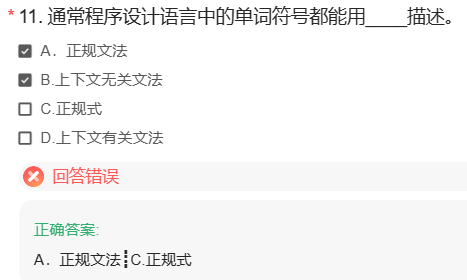 * 11. 通常程序设计语言中的单词符号都能用____描述。
A．正规文法
B.上下文无关文法
C.正规式
D.上下文有关文法
回答错误
正确答案:
A．正规文法┋C.正规式